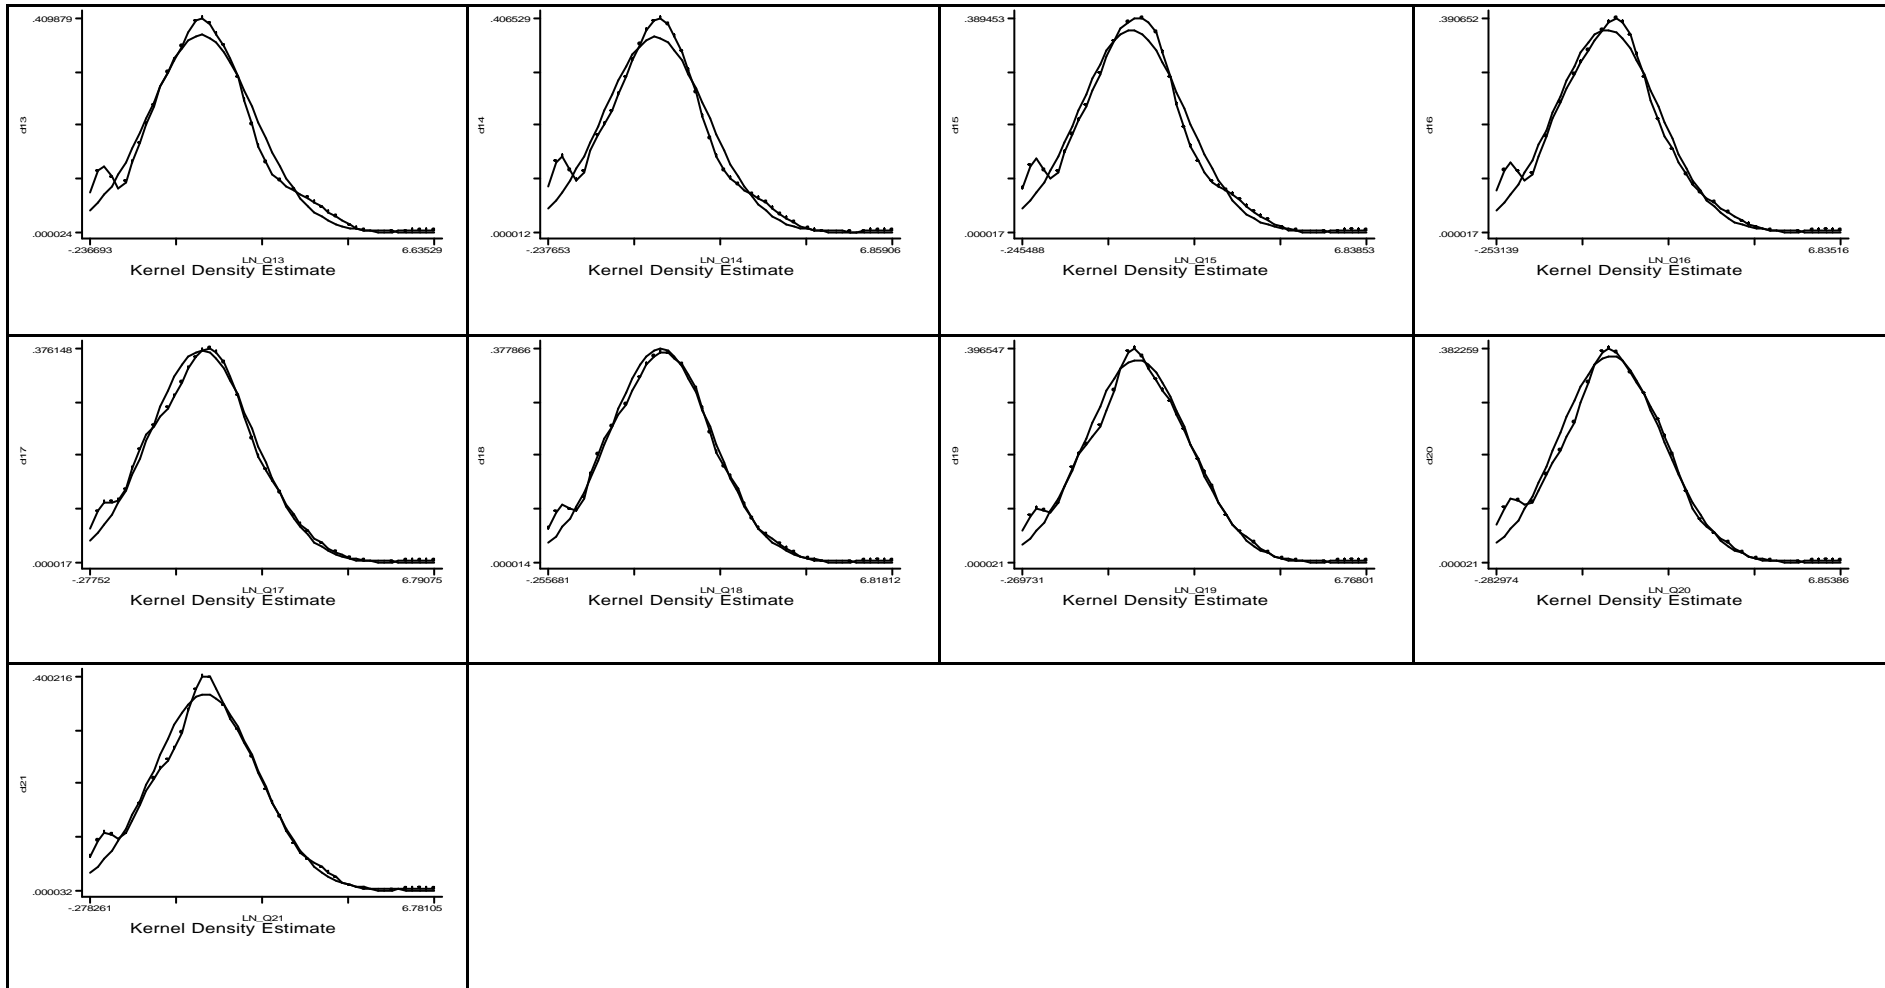 .409879
d13
.000024
-.236693
6.63529
LN_Q13
Kernel Density Estimate
.406529
d14
.000012
-.237653
6.85906
LN_Q14
Kernel Density Estimate
.389453
d15
.000017
-.245488
6.83853
LN_Q15
Kernel Density Estimate
.390652
d16
.000017
-.253139
6.83516
LN_Q16
Kernel Density Estimate
.376148
d17
.000017
-.27752
6.79075
LN_Q17
Kernel Density Estimate
.377866
d18
.000014
-.255681
6.81812
LN_Q18
Kernel Density Estimate
.396547
d19
.000021
-.269731
6.76801
LN_Q19
Kernel Density Estimate
.382259
d20
.000021
-.282974
6.85386
LN_Q20
Kernel Density Estimate
.400216
d21
.000032
-.278261
6.78105
LN_Q21
Kernel Density Estimate